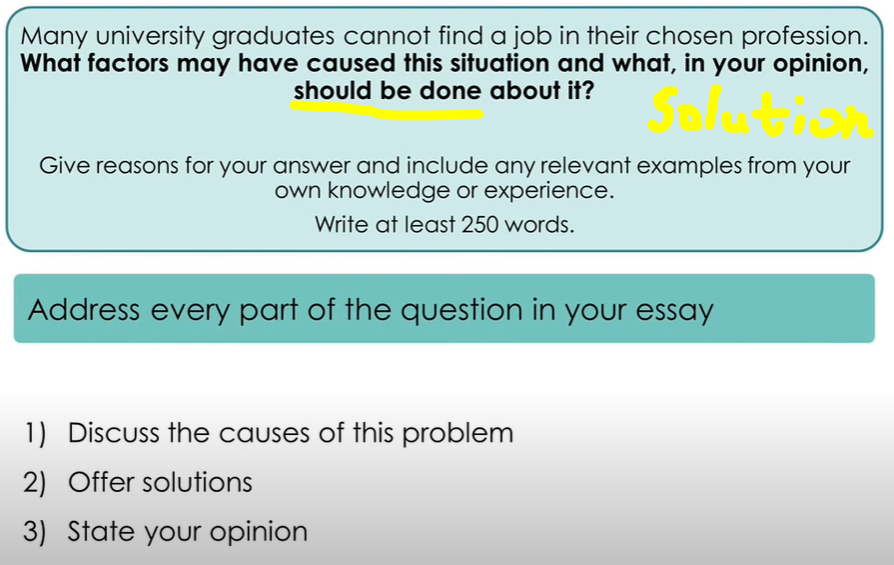 Many university graduates cannot find a job in their chosen profession.
What factors may have caused this situation and what, in your opinion,
should be done about it?
Solution
Give reasons for your answer and include any relevant examples from your
own knowledge or experience.
Write at least 250 words.
Address every part of the question in your essay
1) Discuss the causes of this problem
2) Offer solutions
3) State your opinion